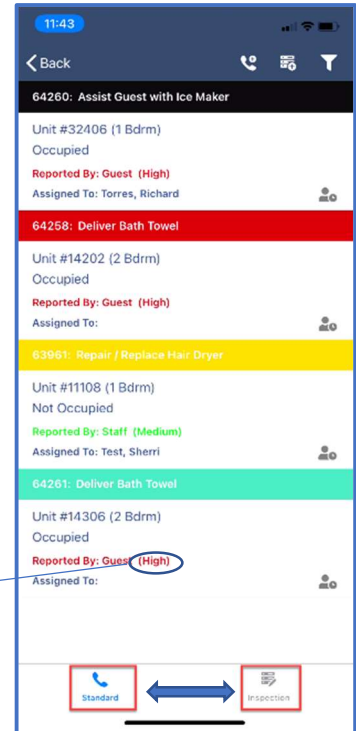 11:43
Back
64260: Assist Guest with Ice Maker
Unit #32406 (1 Bdrm)
Occupied
Reported By: Guest (High)
Assigned To: Torres, Richard
64258: Deliver Bath Towel
Unit #14202 (2 Bdrm)
Occupied
Reported By: Guest (High)
Assigned To:
63961: Repair / Replace Hair Dryer
Unit #11108 (1 Bdrm)
Not Occupied
Reported By: Staff (Medium)
Assigned To: Test, Sherri
64261: Deliver Bath Towel
Unit #14306 (2 Bdrm)
Occupied
Reported By: Guest (High)
Assigned To:
Standard Inspection